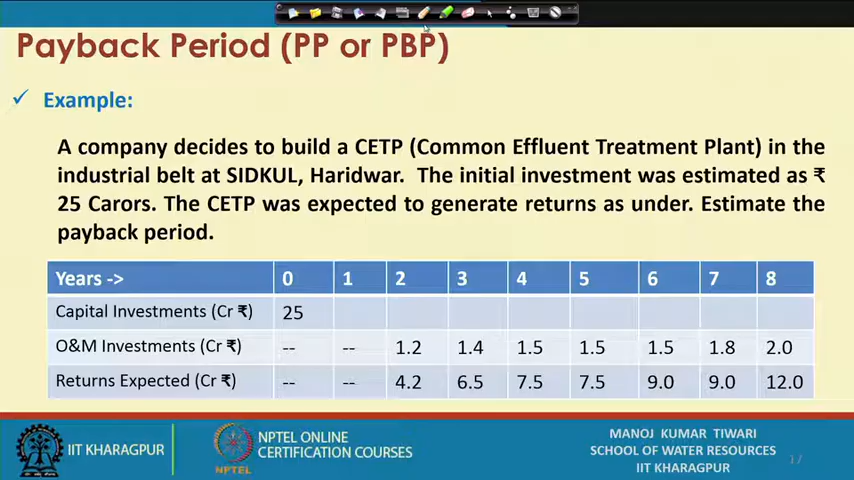 Payback Period (PP or PBP)
✓ Example:
A company decides to build a CETP (Common Effluent Treatment Plant) in the
industrial belt at SIDKUL, Haridwar. The initial investment was estimated as ₹
25 Carors. The CETP was expected to generate returns as under. Estimate the
payback period.
Years -> 0 1 2 3 4 5 6 7 8
Capital Investments (Cr ₹) 25
O&M Investments (Cr ₹) -- -- 1.2 1.4 1.5 1.5 1.5 1.8 2.0
Returns Expected (Cr ₹) -- -- 4.2 6.5 7.5 7.5 9.0 9.0 12.0
IIT KHARAGPUR
NPTEL
NPTEL ONLINE
CERTIFICATION COURSES
MANOJ KUMAR TIWARI
SCHOOL OF WATER RESOURCES
IIT KHARAGPUR
17